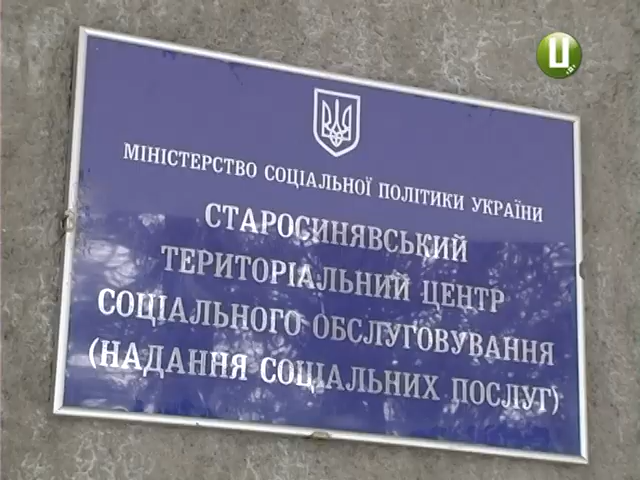 Ц
МІНІСТЕРСТВО СОЦІАЛЬНОЇ ПОЛІТИКИ УКРАЇНИ
СТАРОСИНЯВСЬКИЙ
ТЕРИТОРІАЛЬНИЙ ЦЕНТР
СОЦІАЛЬНОГО ОБСЛУГОВУВАННЯ
(НАДАННЯ СОЦІАЛЬНИХ ПОСЛУГ)